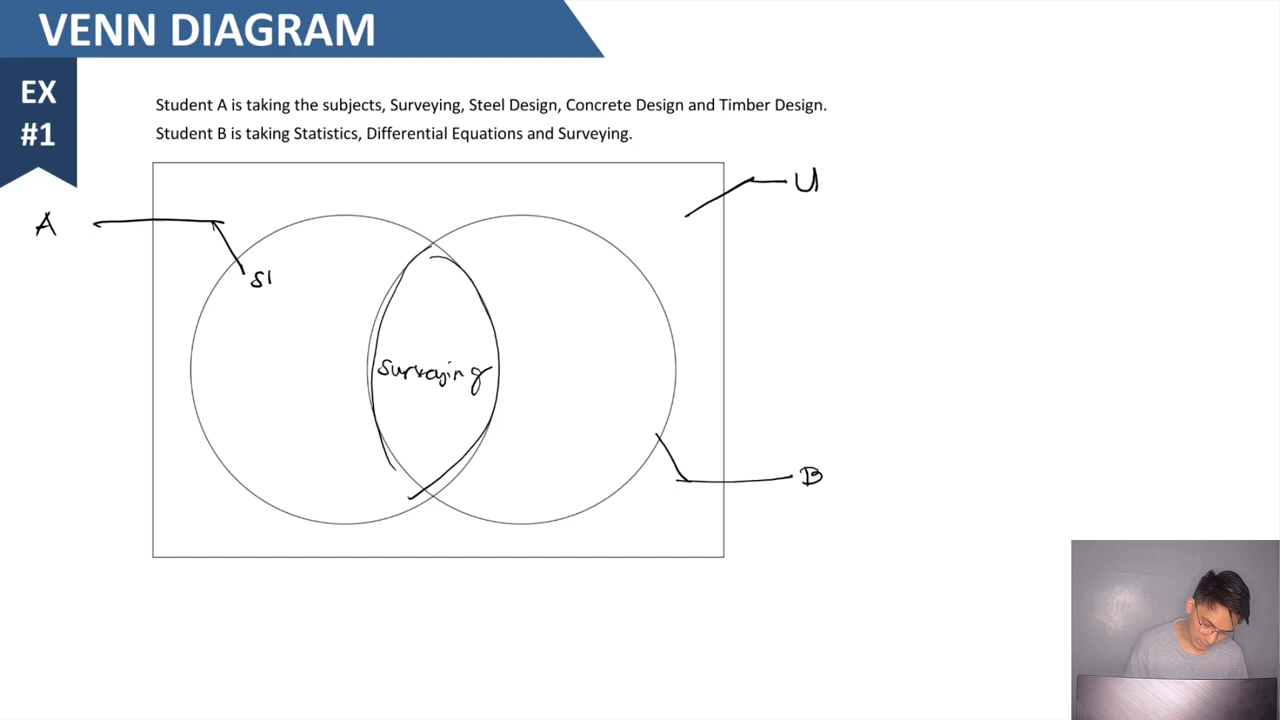 VENN DIAGRAM
EX
#1
Student A is taking the subjects, Surveying, Steel Design, Concrete Design and Timber Design.
Student B is taking Statistics, Differential Equations and Surveying.
U
A
St
Surveying
B